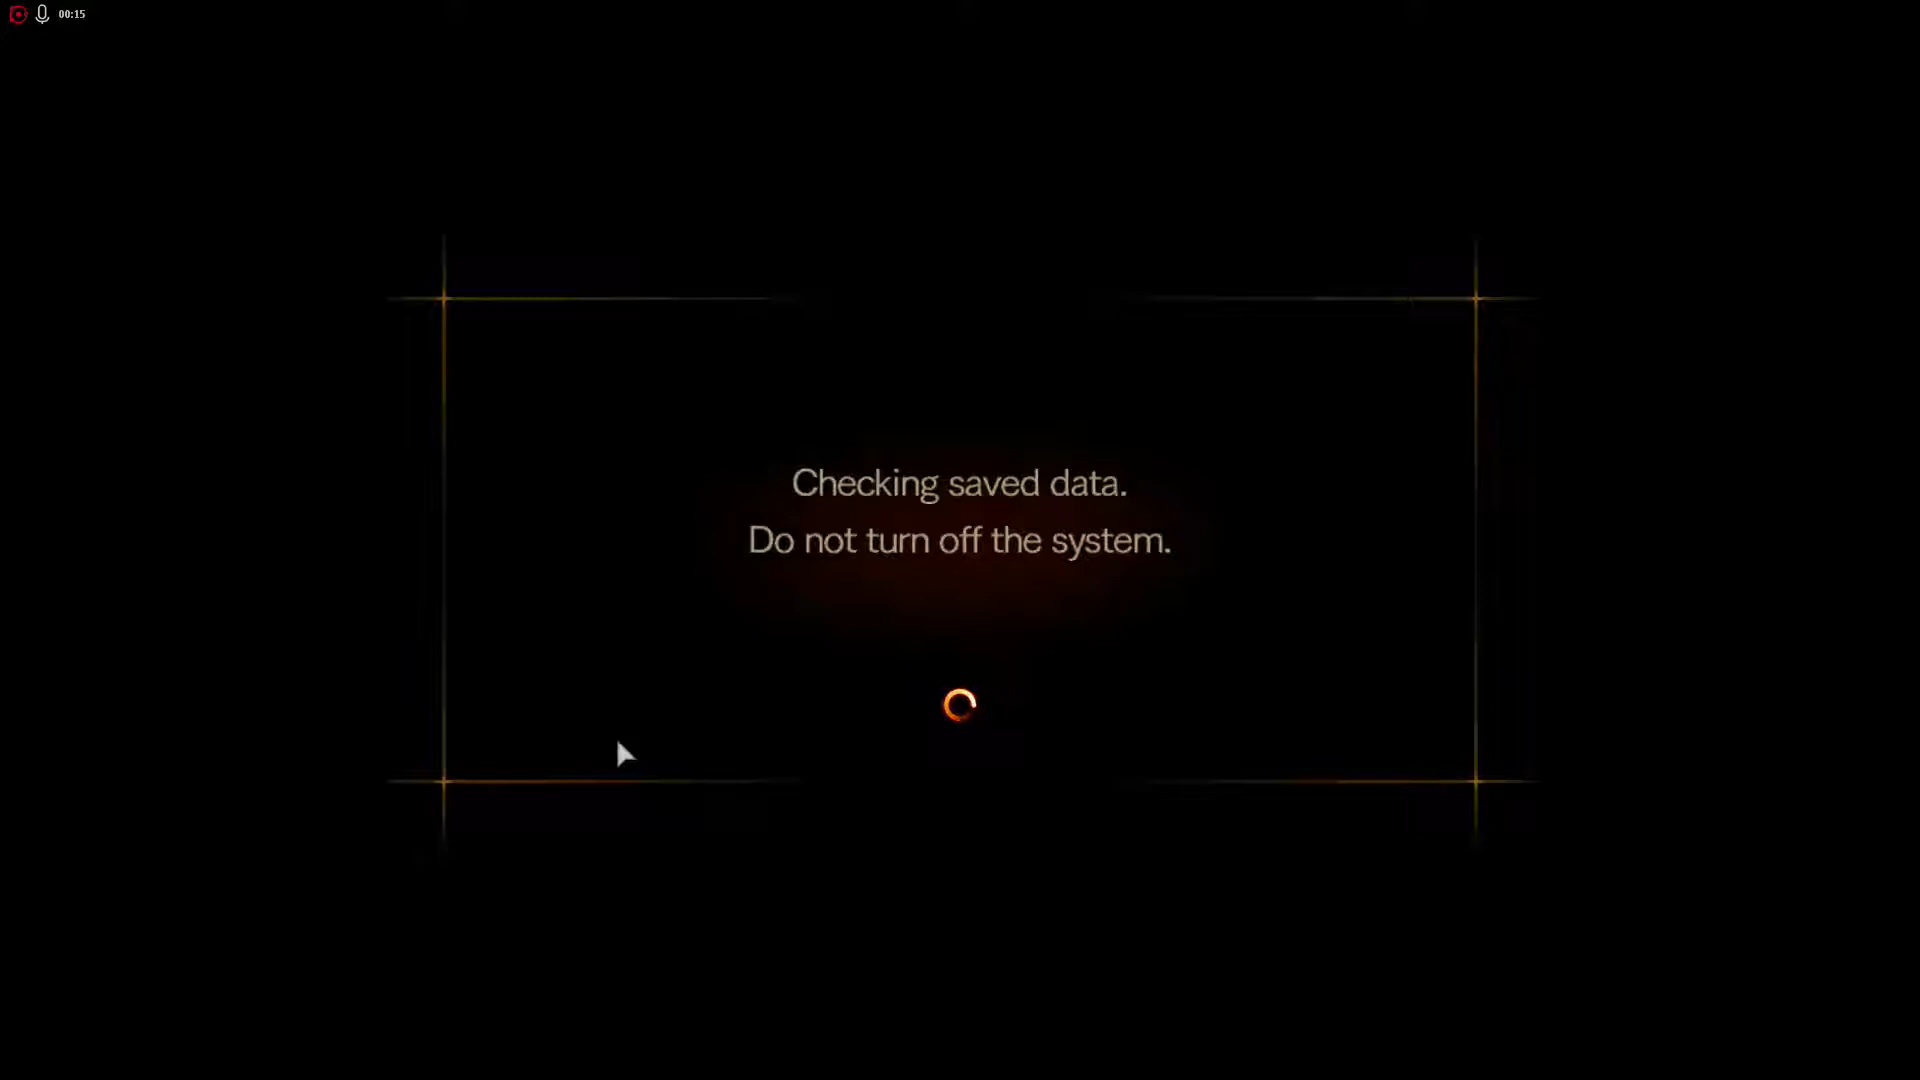 00:15
Checking saved data.
Do not turn off the system.